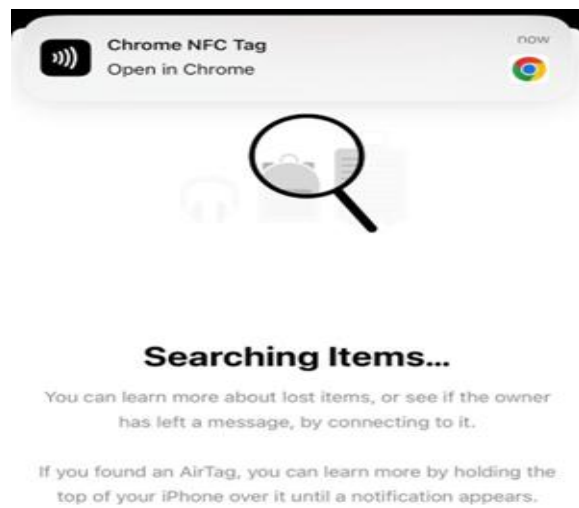 Chrome NFC Tag
now
Open in Chrome
Searching Items...
You can learn more about lost items, or see if the owner
has left a message, by connecting to it.
If you found an AirTag, you can learn more by holding the
top of your iPhone over it until a notification appears.